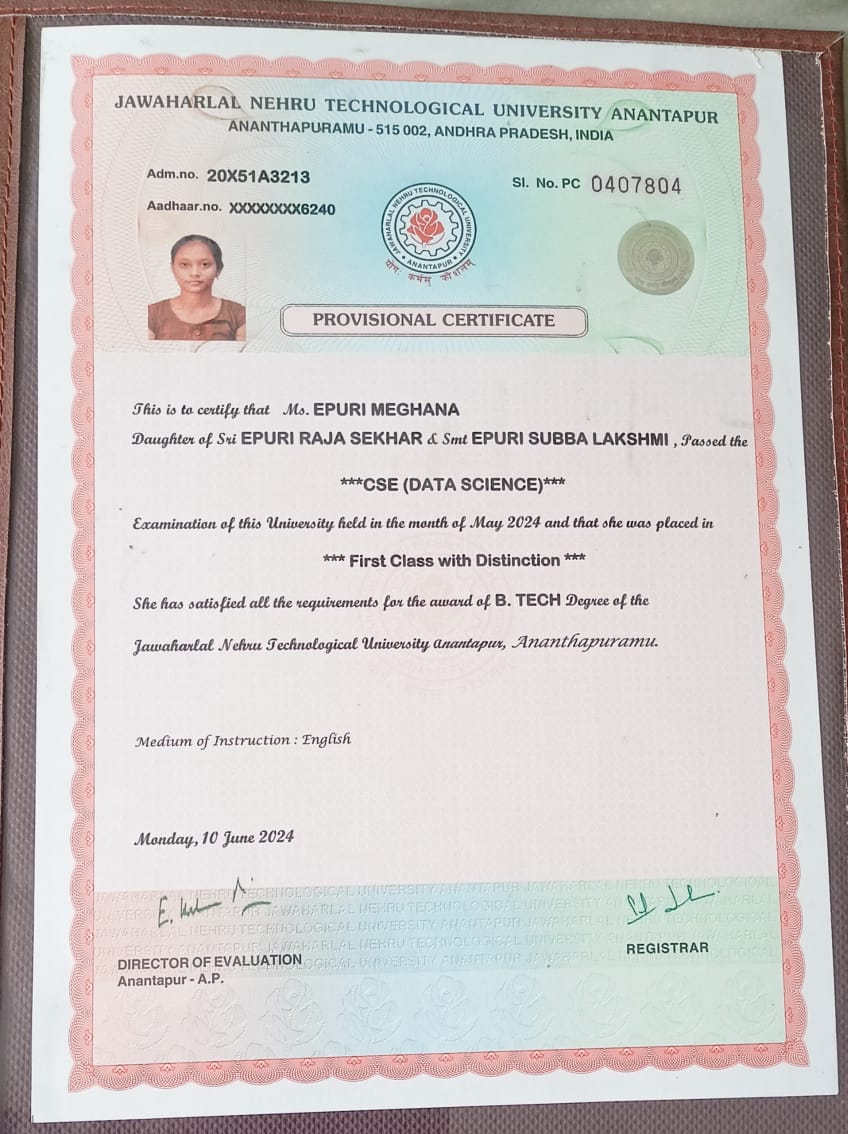 JAWAHARLAL NEHRU TECHNOLOGICAL UNIVERSITY ANANTAPUR
ANANTHAPURAMU - 515 002, ANDHRA PRADESH, INDIA
Adm.no. 20X51A3213
Sl. No. PC 0407804
Aadhaar.no. XXXXXXXX6240
JAWAHARLAL NEHRU TECHNOLOGICAL UNIVERSITY
ANANTAPUR
योगः कर्मसु कौशलम्
PROVISIONAL CERTIFICATE
This is to certify that Ms. EPURI MEGHANA
Daughter of Sri EPURI RAJA SEKHAR & Smt EPURI SUBBA LAKSHMI , Passed the
***CSE (DATA SCIENCE)***
Examination of this University held in the month of May 2024 and that she was placed in
*** First Class with Distinction ***
She has satisfied all the requirements for the award of B. TECH Degree of the
Jawaharlal Nehru Technological University Anantapur, Ananthapuramu.
Medium of Instruction : English
Monday, 10 June 2024
DIRECTOR OF EVALUATION
Anantapur - A.P.
REGISTRAR